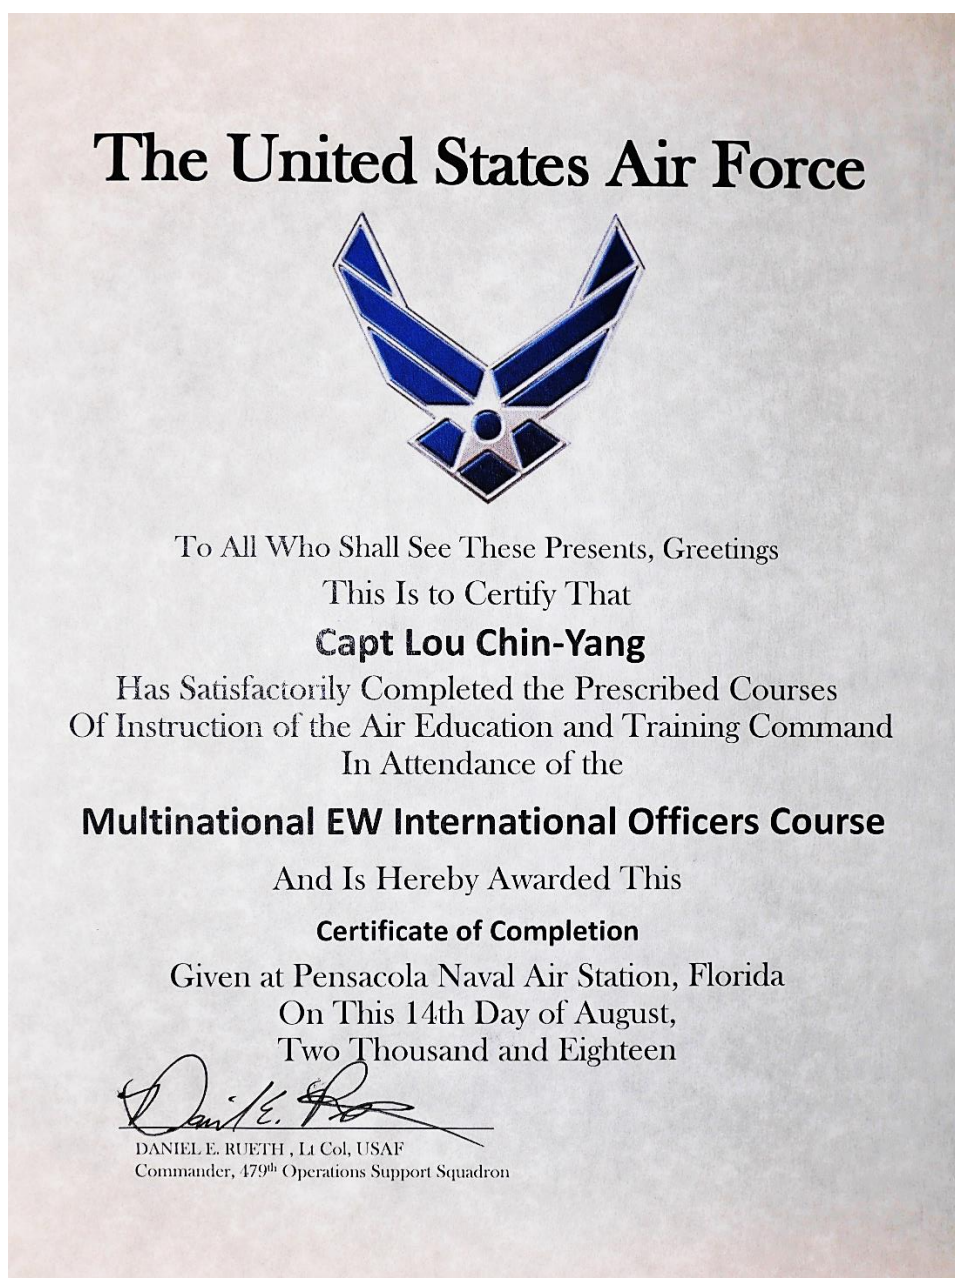 The United States Air Force
To All Who Shall See These Presents, Greetings
This Is to Certify That
Capt Lou Chin-Yang
Has Satisfactorily Completed the Prescribed Courses
Of Instruction of the Air Education and Training Command
In Attendance of the
Multinational EW International Officers Course
And Is Hereby Awarded This
Certificate of Completion
Given at Pensacola Naval Air Station, Florida
On This 14th Day of August,
Two Thousand and Eighteen
DANIEL E. RUETH , Lt Col, USAF
Commander, 479th Operations Support Squadron